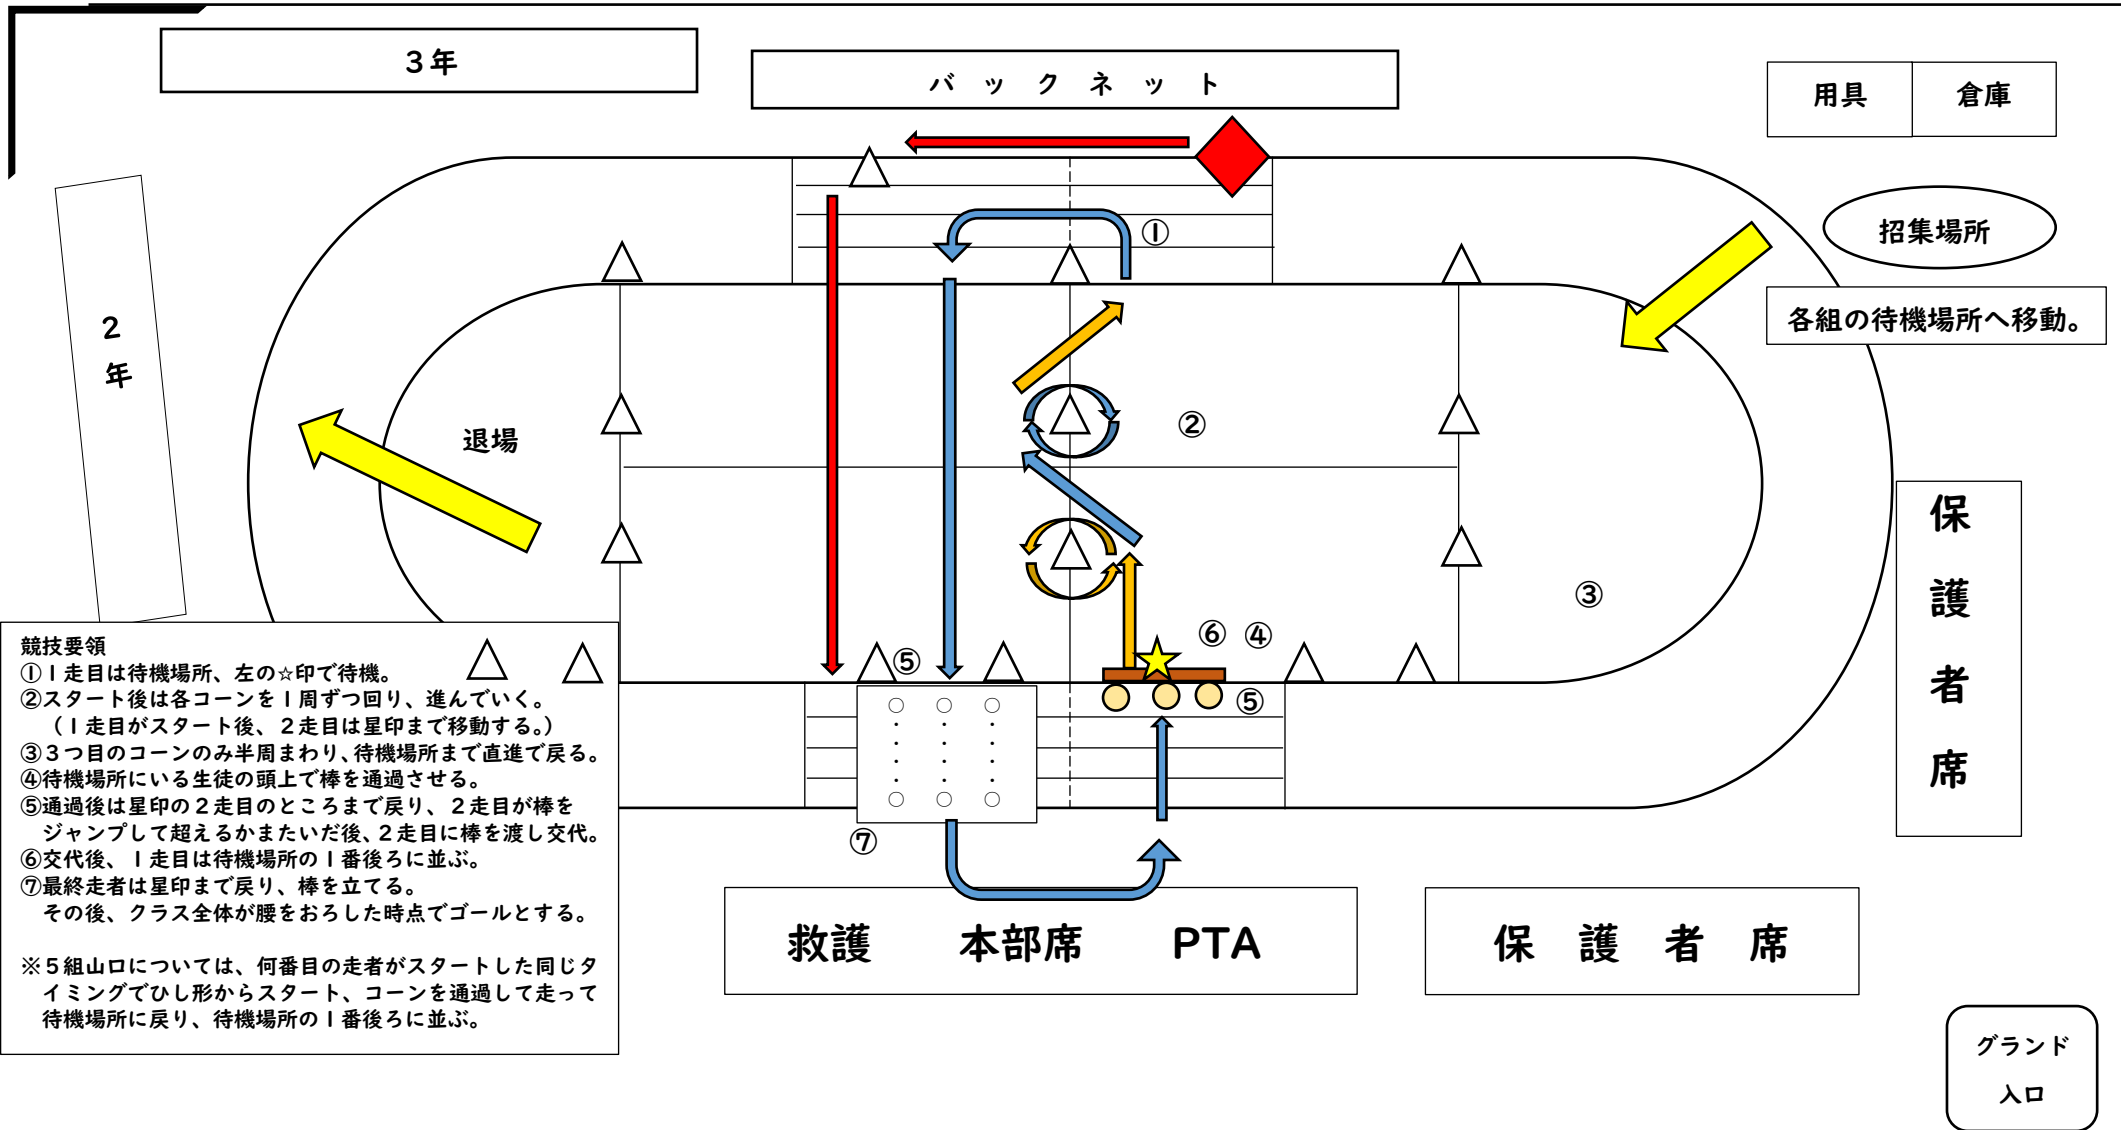 3年
バックネット
用具
倉庫
招集場所
各組の待機場所へ移動。
2
年
①
②
退場
③
保
護
者
席
⑥ ④
⑤
⑤
⑦
競技要領
①1走目は待機場所、左の☆印で待機。
②スタート後は各コーンを1周ずつ回り、進んでいく。
（1走目がスタート後、2走目は星印まで移動する。）
③3つ目のコーンのみ半周まわり、待機場所まで直進で戻る。
④待機場所にいる生徒の頭上で棒を通過させる。
⑤通過後は星印の2走目のところまで戻り、2走目が棒を
ジャンプして超えるかまたいだ後、2走目に棒を渡し交代。
⑥交代後、1走目は待機場所の1番後ろに並ぶ。
⑦最終走者は星印まで戻り、棒を立てる。
その後、クラス全体が腰をおろした時点でゴールとする。
※5組山口については、何番目の走者がスタートした同じタ
イミングでひし形からスタート、コーンを通過して走って
待機場所に戻り、待機場所の1番後ろに並ぶ。
救護 本部席 PTA
保護者席
グランド
入口